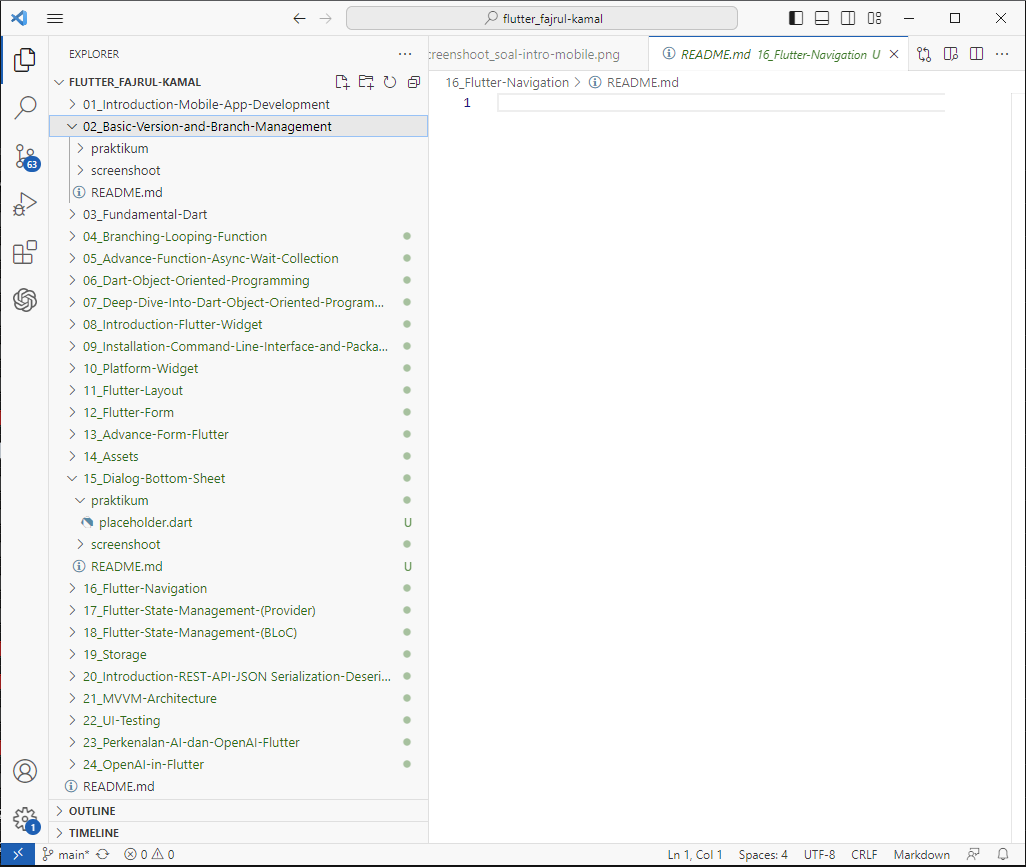 flutter_fajrul-kamal
EXPLORER
FLUTTER_FAJRUL-KAMAL
01_Introduction-Mobile-App-Development
02_Basic-Version-and-Branch-Management
praktikum
screenshoot
README.md
03_Fundamental-Dart
04_Branching-Looping-Function
05_Advance-Function-Async-Wait-Collection
06_Dart-Object-Oriented-Programming
07_Deep-Dive-Into-Dart-Object-Oriented-Program...
08_Introduction-Flutter-Widget
09_Installation-Command-Line-Interface-and-Packa...
10_Platform-Widget
11_Flutter-Layout
12_Flutter-Form
13_Advance-Form-Flutter
14_Assets
15_Dialog-Bottom-Sheet
praktikum
placeholder.dart U
screenshoot
README.md U
16_Flutter-Navigation
17_Flutter-State-Management-(Provider)
18_Flutter-State-Management-(BLoC)
19_Storage
20_Introduction-REST-API-JSON Serialization-Deseri...
21_MVVM-Architecture
22_UI-Testing
23_Perkenalan-AI-dan-OpenAI-Flutter
24_OpenAI-in-Flutter
README.md
OUTLINE
TIMELINE
63
1
creenshoot_soal-intro-mobile.png
README.md 16_Flutter-Navigation U
16_Flutter-Navigation > README.md
1
main* 0 0
Ln 1, Col 1 Spaces: 4 UTF-8 CRLF Markdown